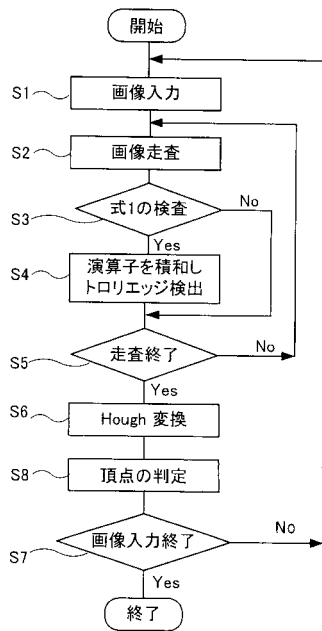 開始
S1
画像入力
S2
画像走査
S3
式1の検査
No
Yes
S4
演算子を積和し
トロリエッジ検出
S5
走査終了
No
Yes
S6
Hough 変換
S8
頂点の判定
S7
画像入力終了
No
Yes
終了